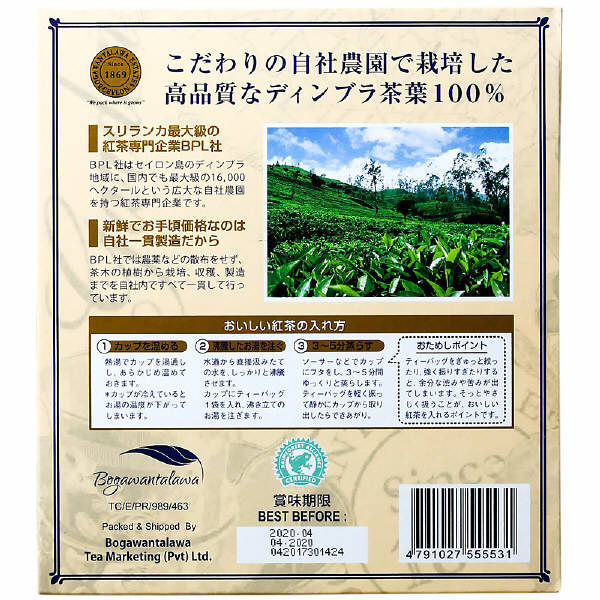 BOGAWANTALAWA ESTATES
Since
1869
"We pack where it grows"
こだわりの自社農園で栽培した
高品質なディンブラ茶葉100%
スリランカ最大級の
紅茶専門企業BPL社
BPL社はセイロン島のディンブラ
地域に、国内でも最大級の16,000
ヘクタールという広大な自社農園
を持つ紅茶専門企業です。
新鮮でお手頃価格なのは
自社一貫製造だから
BPL社では農薬などの散布をせず、
茶木の植樹から栽培、収穫、製造
までを自社内ですべて一貫して行っ
ています。
おいしい紅茶の入れ方
1 カップを温める
熱湯でカップを湯通し
し、あらかじめ温めて
おきます。
*カップが冷えていると
お湯の温度が下がって
しまいます。
2 沸騰したお湯を注ぐ
水道から直接汲みたて
の水を、しっかりと沸騰
させます。
カップにティーバッグ
1袋を入れ、沸き立ての
お湯を注ぎます。
3 3〜5分蒸らす
ソーサーなどでカップ
にフタをし、3〜5分間
ゆっくりと蒸らします。
ティーバッグを軽く振っ
て静かにカップから取り
出したらできあがり。
おためしポイント
ティーバッグをぎゅっと絞っ
たり、強く振りすぎたりする
と、余分な渋みや苦みが出
てしまいます。そっとやさ
しく扱うことが、おいしい
紅茶を入れるポイントです。
Bogawantalawa
TC/E/PR/989/463
Packed & Shipped By
Bogawantalawa
Tea Marketing (Pvt) Ltd.
RAINFOREST ALLIANCE
CERTIFIED
賞味期限
BEST BEFORE :
2020.04
04.2020
042017301424
4 791027 555531